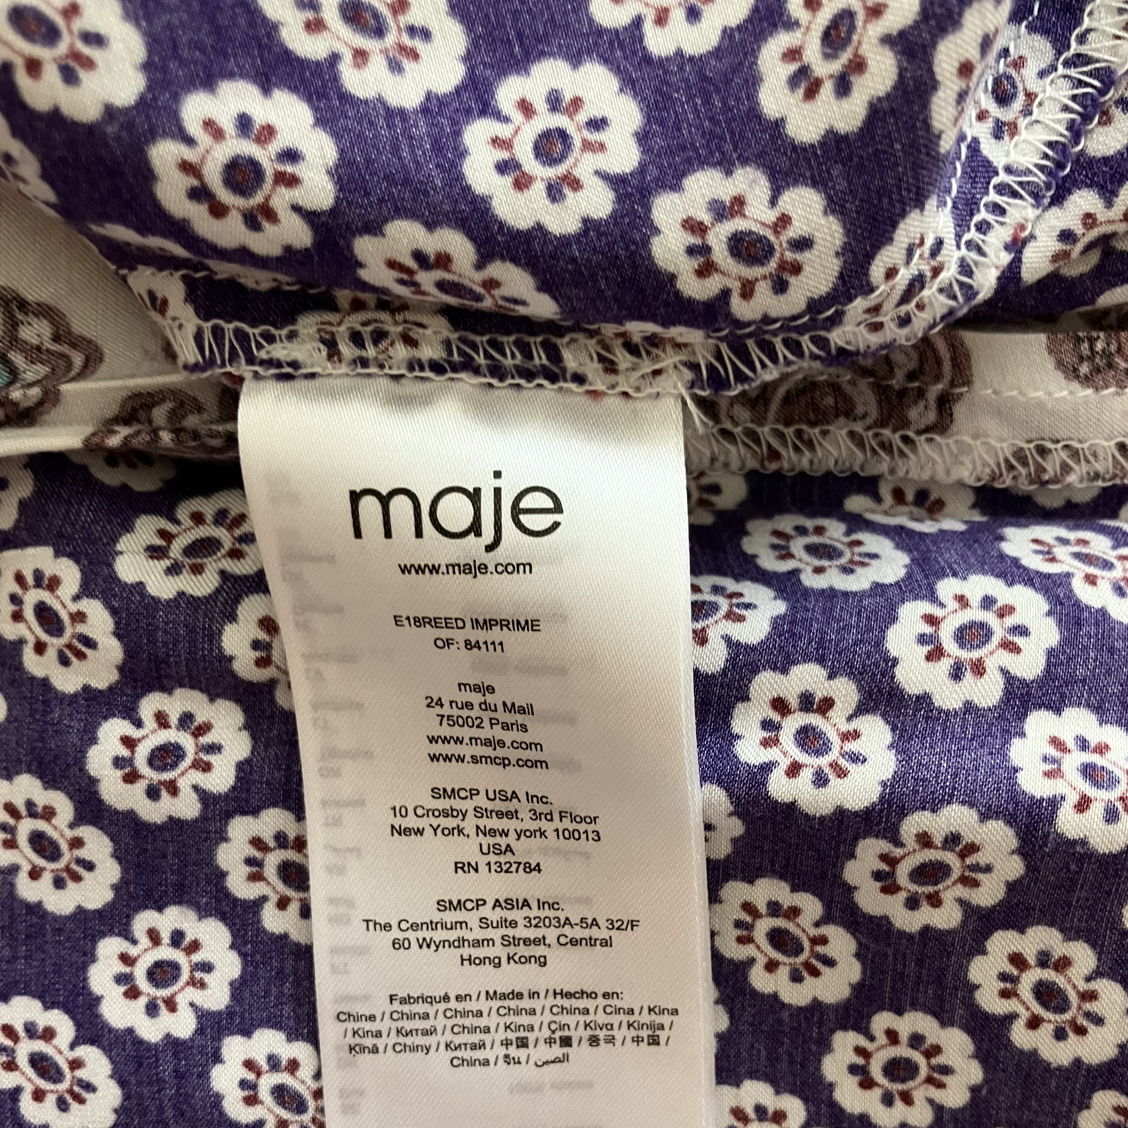 maje
www.maje.com
E18REED IMPRIME
OF: 84111
maje
24 rue du Mail
75002 Paris
www.maje.com
www.smcp.com
SMCP USA Inc.
10 Crosby Street, 3rd Floor
New York, New york 10013
USA
RN 132784
SMCP ASIA Inc.
The Centrium, Suite 3203A-5A 32/F
60 Wyndham Street, Central
Hong Kong
Fabriqué en / Made in / Hecho en:
Chine / China / China / China / China / Cina / Kina
/ Kina / Китай / China / Kina / Çin / Kíva / Kinija /
Ķīnā / Chiny / Китай / 中国 / 中國 / 중국 / 中国 /
China / จีน / الصين